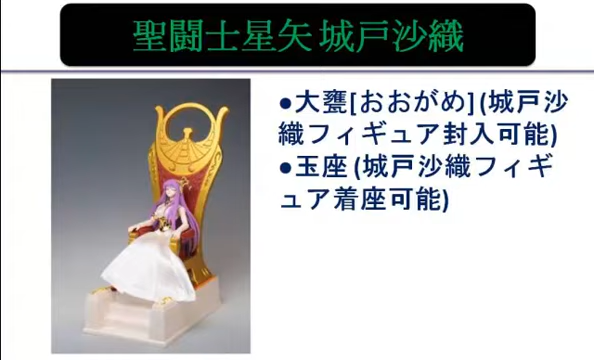 聖闘士星矢 城戸沙織
●大甕[おおがめ](城戸沙
織フィギュア封入可能)
●玉座(城戸沙織フィギ
ュア着座可能)